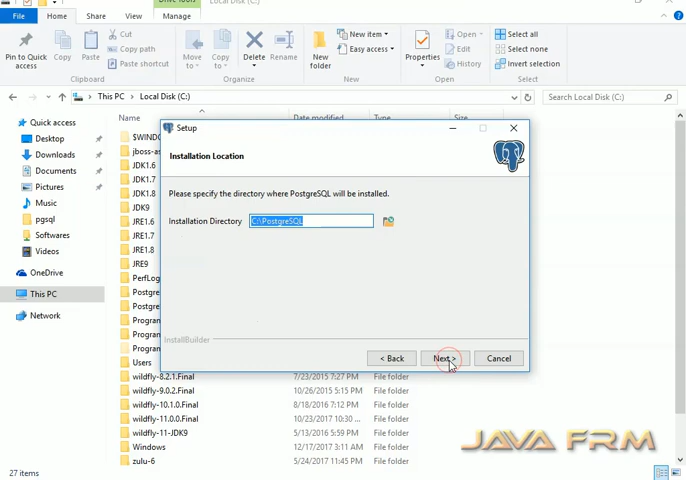 Drive Tools
Local Disk (C:)
File
Home
Share
View
Manage
Pin to Quick access
Copy
Paste
Cut
Copy path
Paste shortcut
Move to
Copy to
Delete
Rename
New folder
New item
Easy access
Properties
Open
Edit
History
Select all
Select none
Invert selection
Clipboard
Organize
New
Open
Select
This PC
Local Disk (C:)
Search Local Disk (C:)
Name
Date modified
Type
Size
Quick access
Desktop
Downloads
Documents
Pictures
Music
pgsql
Softwares
Videos
OneDrive
This PC
Network
jboss-as
JDK1.6
JDK1.7
JDK1.8
JDK9
JRE1.6
JRE1.7
JRE1.8
JRE9
PerfLog
Postgre
Postgre
Program
Program
Program
Users
Setup
Installation Location
Please specify the directory where PostgreSQL will be installed.
Installation Directory
C:\PostgreSQL
InstallBuilder
< Back
Next >
Cancel
wildfly-8.2.1.Final 7/23/2015 7:27 PM File folder
wildfly-9.0.2.Final 10/26/2015 5:15 PM File folder
wildfly-10.1.0.Final 8/18/2016 7:12 PM File folder
wildfly-11.0.0.Final 10/23/2017 10:30 ... File folder
wildfly-11-JDK9 5/13/2016 6:59 PM File folder
Windows 12/17/2017 3:11 AM File folder
zulu-6 5/24/2017 11:45 PM File folder
JAVA FRM
27 items